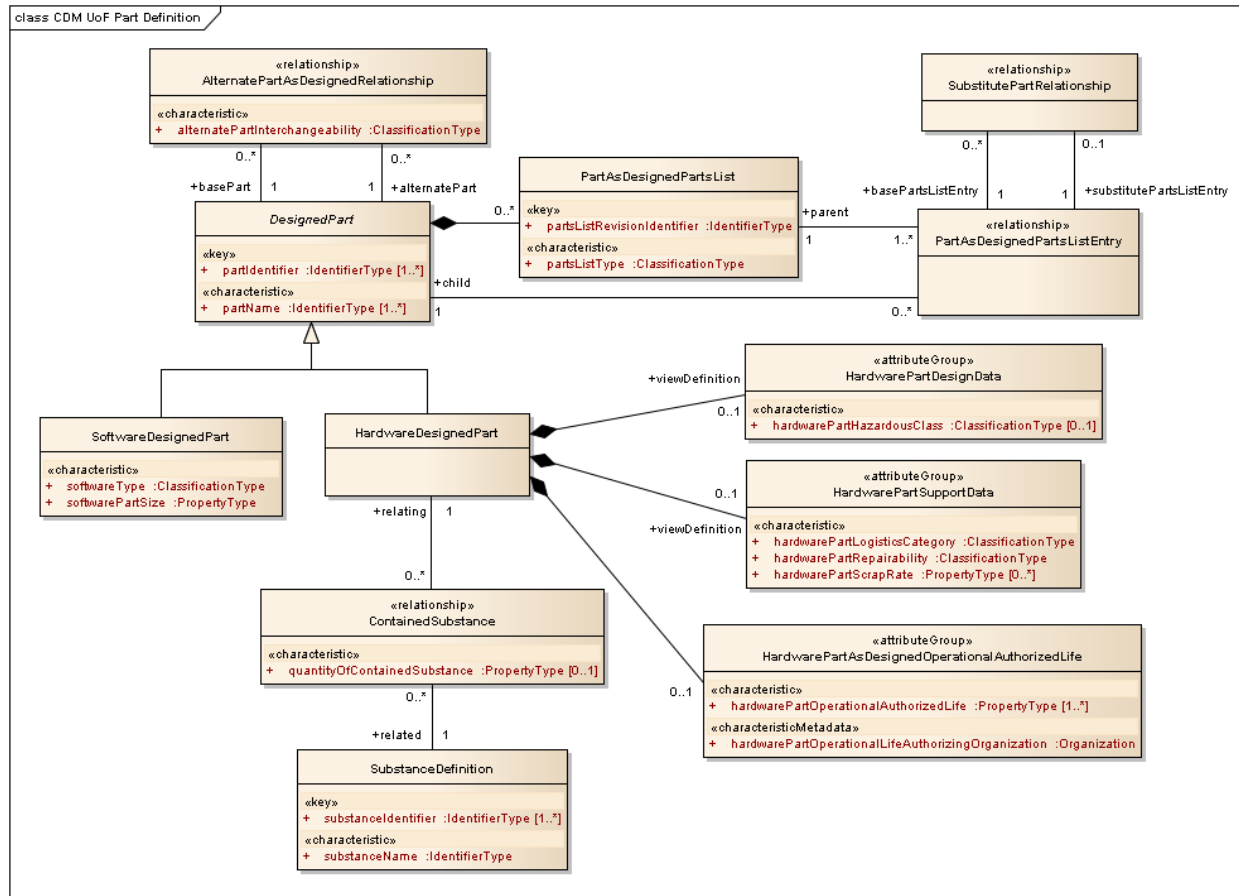 class CDM UoF Part Definition
«relationship»
AlternatePartAsDesignedRelationship
«characteristic»
+ alternatePartInterchangeability :ClassificationType
0..*
0..*
+basePart
1
1
+alternatePart
«relationship»
SubstitutePartRelationship
0..*
0..1
+basePartsListEntry
1
1
+substitutePartsListEntry
DesignedPart
«key»
+ partIdentifier :IdentifierType [1..*]
«characteristic»
+ partName :IdentifierType [1..*]
0..*
PartAsDesignedPartsList
«key»
+ partsListRevisionIdentifier :IdentifierType
«characteristic»
+ partsListType :ClassificationType
+parent
1
1..*
«relationship»
PartAsDesignedPartsListEntry
+child
1
0..*
SoftwareDesignedPart
«characteristic»
+ softwareType :ClassificationType
+ softwarePartSize :PropertyType
HardwareDesignedPart
+viewDefinition
0..1
«attributeGroup»
HardwarePartDesignData
«characteristic»
+ hardwarePartHazardousClass :ClassificationType [0..1]
0..1
+viewDefinition
«attributeGroup»
HardwarePartSupportData
«characteristic»
+ hardwarePartLogisticsCategory :ClassificationType
+ hardwarePartRepairability :ClassificationType
+ hardwarePartScrapRate :PropertyType [0..*]
+relating
1
0..*
«relationship»
ContainedSubstance
«characteristic»
+ quantityOfContainedSubstance :PropertyType [0..1]
0..*
+related
1
0..1
«attributeGroup»
HardwarePartAsDesignedOperationalAuthorizedLife
«characteristic»
+ hardwarePartOperationalAuthorizedLife :PropertyType [1..*]
«characteristicMetadata»
+ hardwarePartOperationalLifeAuthorizingOrganization :Organization
SubstanceDefinition
«key»
+ substanceIdentifier :IdentifierType [1..*]
«characteristic»
+ substanceName :IdentifierType